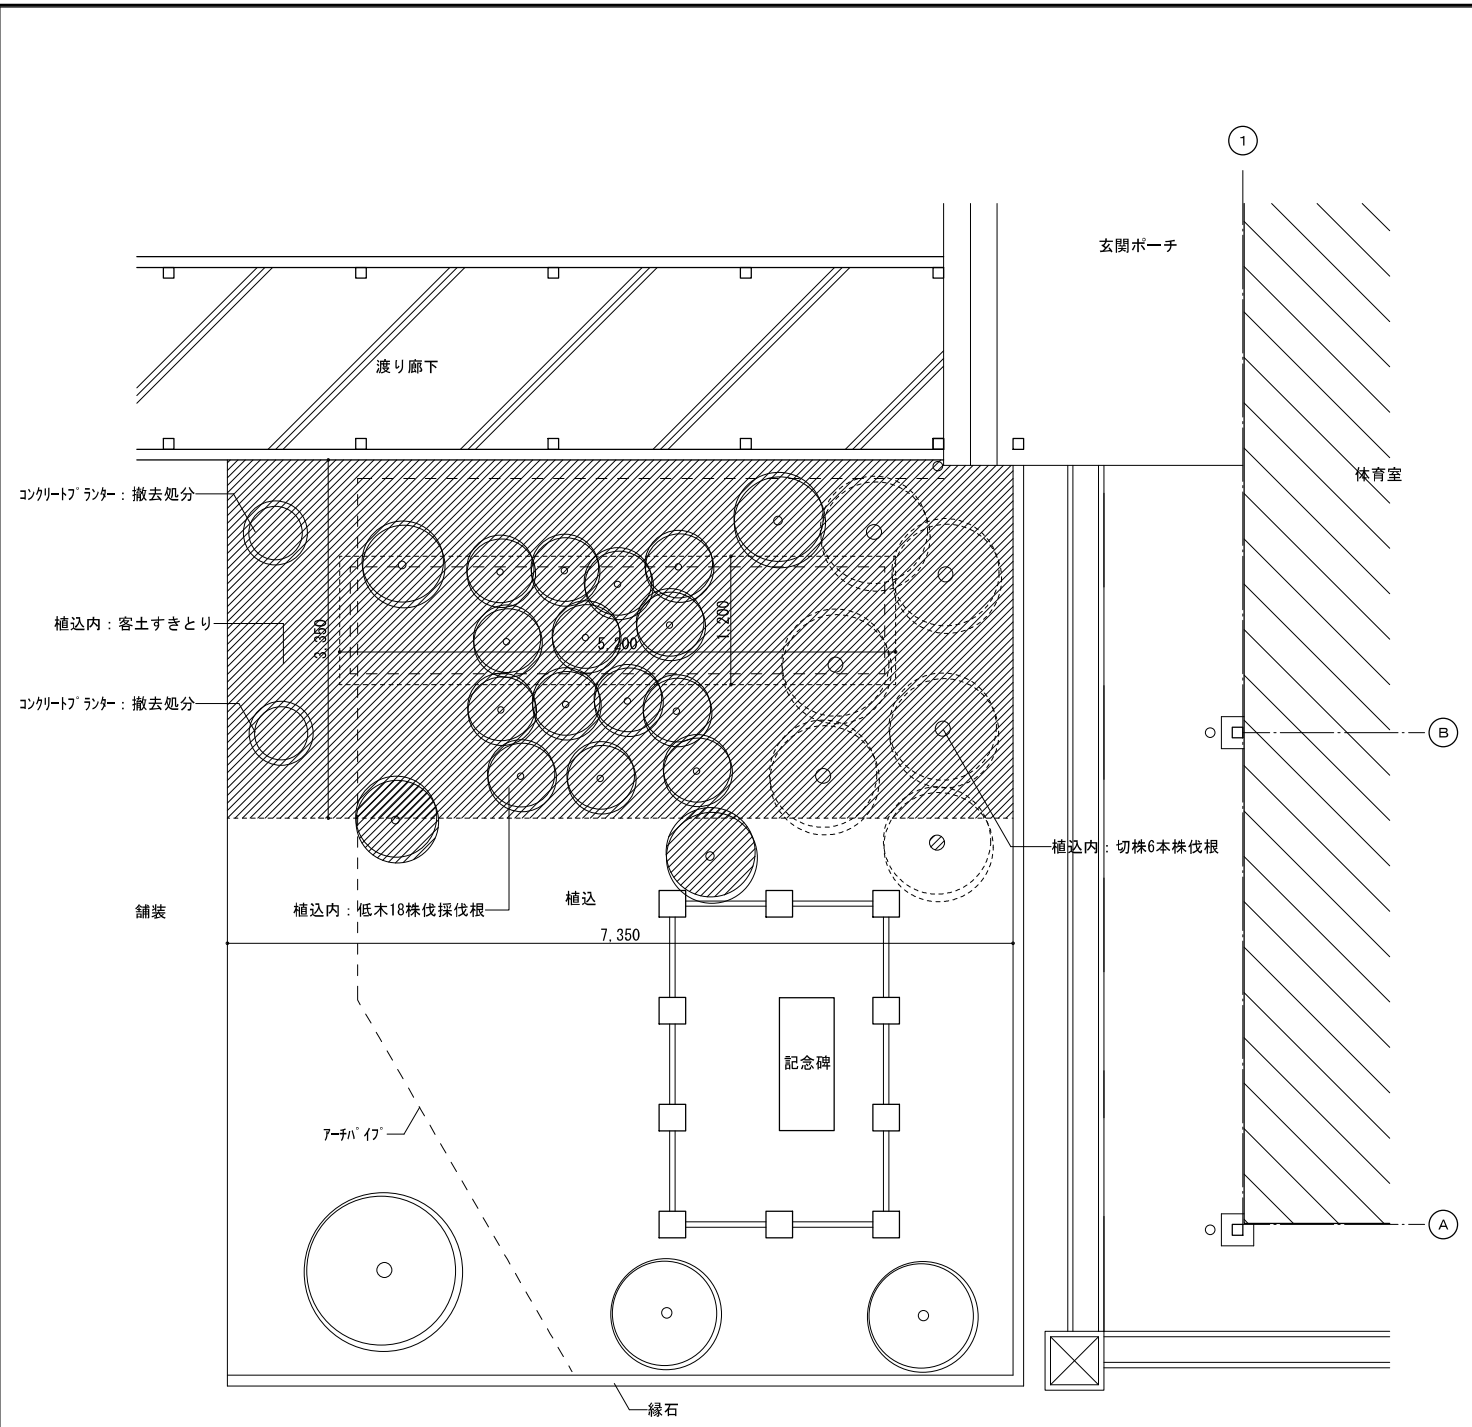 1
玄関ポーチ
渡り廊下
体育室
コンクリートプランター：撤去処分
植込内：客土すきとり
3,350
1,200
5,200
コンクリートプランター：撤去処分
B
植込内：切株6本株伐根
植込
植込内：低木18株伐採伐根
舗装
7,350
記念碑
アーチパイプ
A
縁石